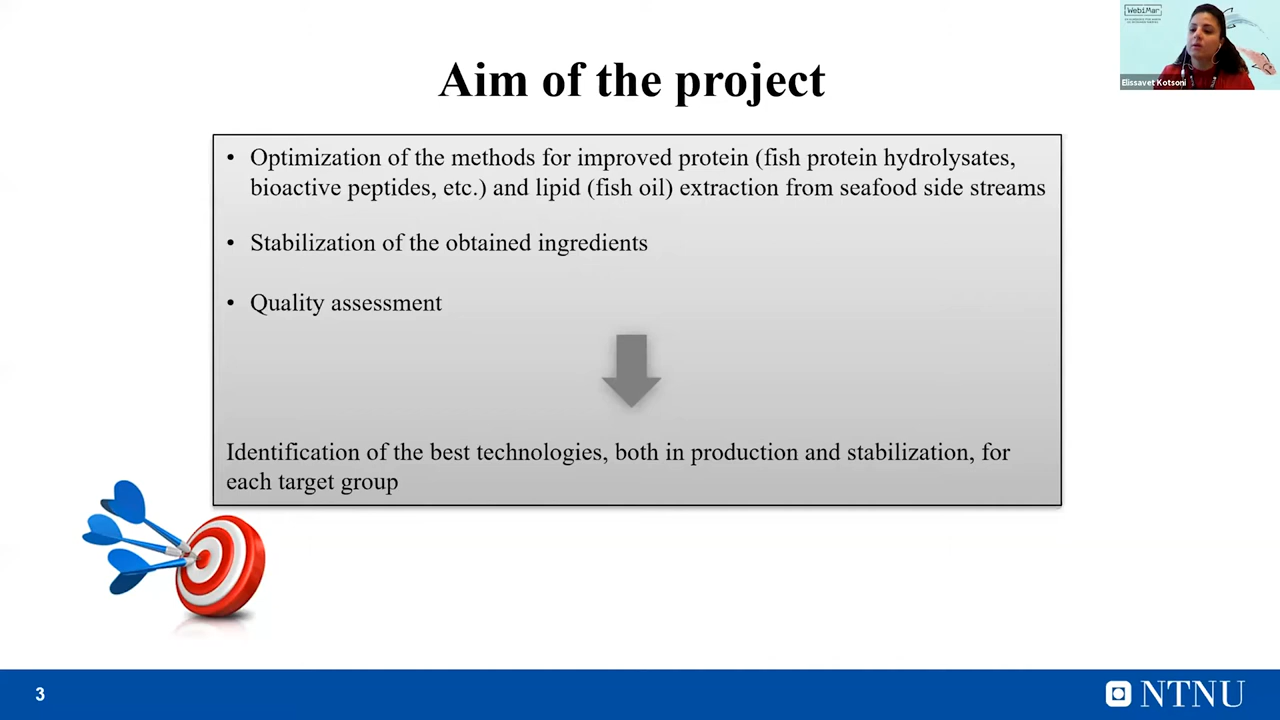 WebiMar
Elissavet Kotsoni
Aim of the project
• Optimization of the methods for improved protein (fish protein hydrolysates,
bioactive peptides, etc.) and lipid (fish oil) extraction from seafood side streams
• Stabilization of the obtained ingredients
• Quality assessment
Identification of the best technologies, both in production and stabilization, for
each target group
3
NTNU